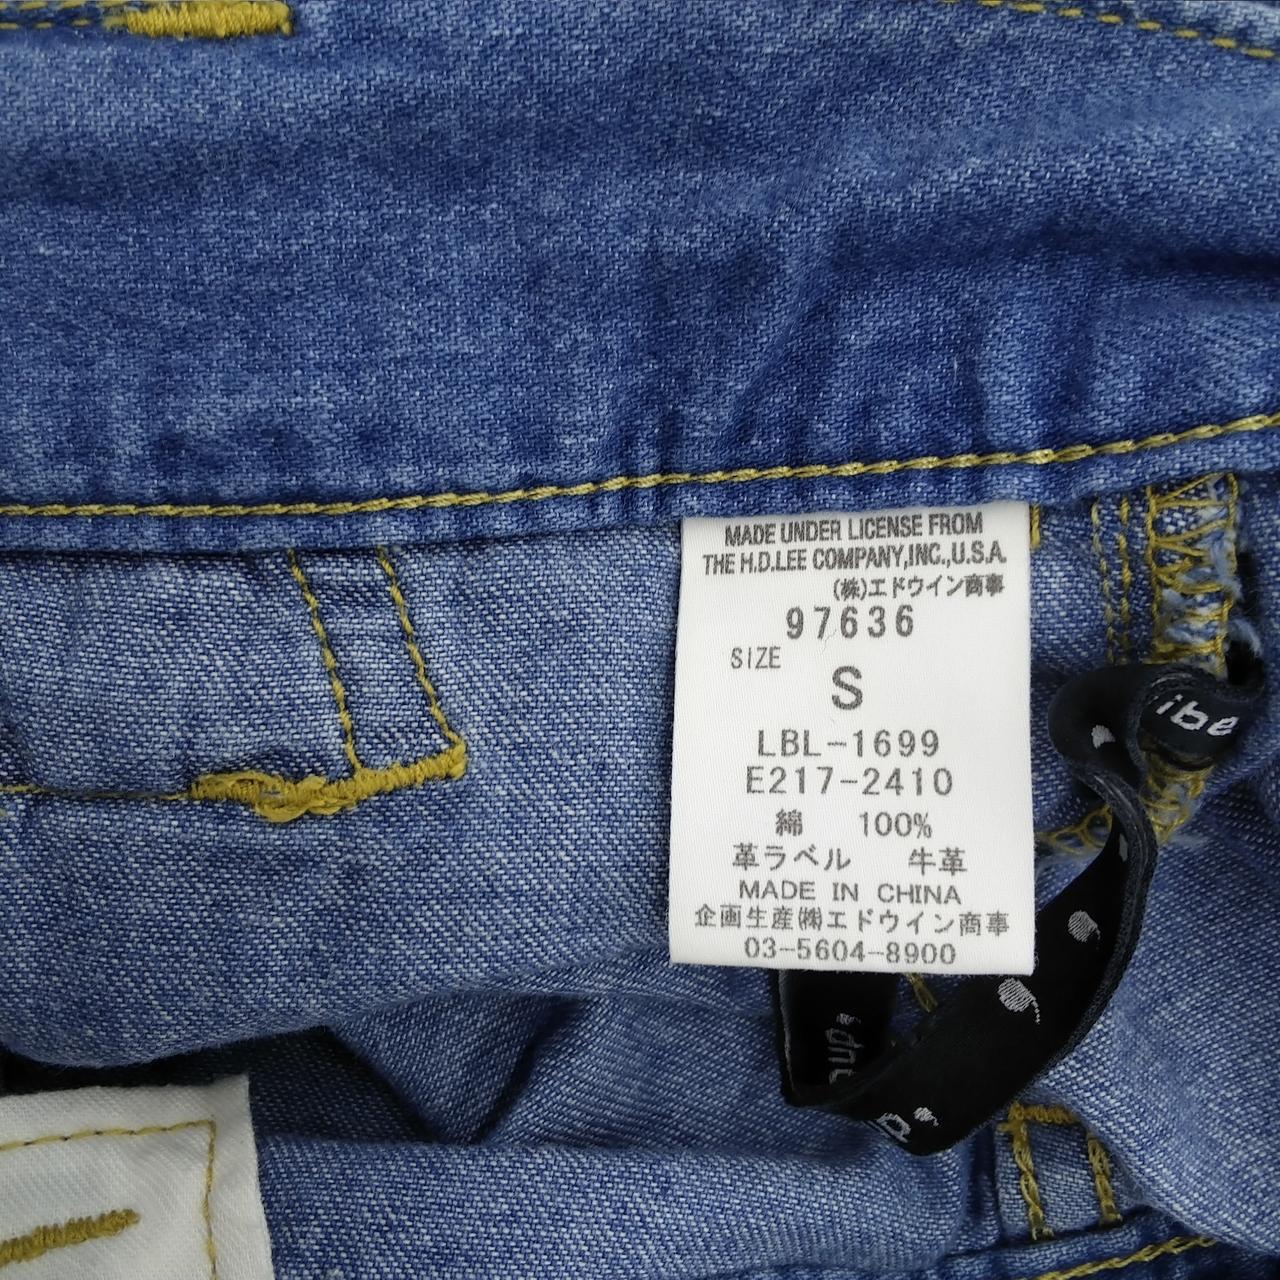 MADE UNDER LICENSE FROM
THE H.D.LEE COMPANY,INC.,U.S.A.
(株)エドウイン商事
97636
SIZE
S
LBL-1699
E217-2410
綿 100%
革ラベル 牛革
MADE IN CHINA
企画生産㈱エドウイン商事
03-5604-8900